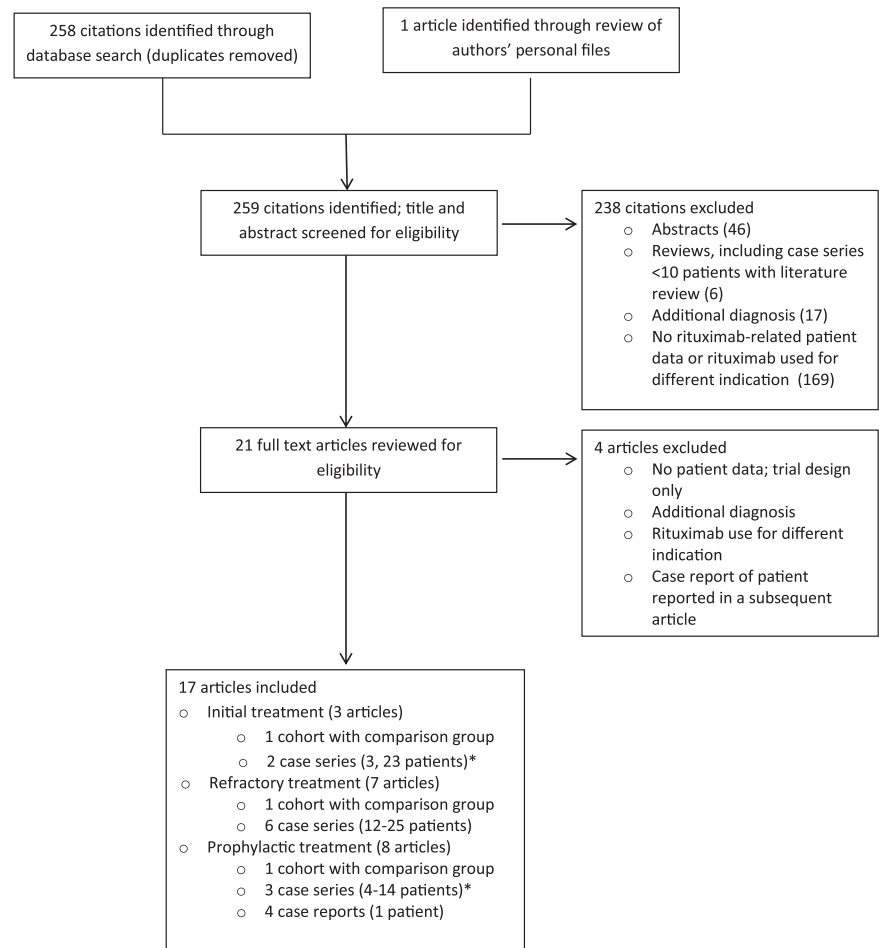 258 citations identified through
database search (duplicates removed)
1 article identified through review of
authors’ personal files
259 citations identified; title and
abstract screened for eligibility
238 citations excluded
o Abstracts (46)
o Reviews, including case series
<10 patients with literature
review (6)
o Additional diagnosis (17)
o No rituximab-related patient
data or rituximab used for
different indication (169)
21 full text articles reviewed for
eligibility
4 articles excluded
o No patient data; trial design
only
o Additional diagnosis
o Rituximab use for different
indication
o Case report of patient
reported in a subsequent
article
17 articles included
o Initial treatment (3 articles)
o 1 cohort with comparison group
o 2 case series (3, 23 patients)*
o Refractory treatment (7 articles)
o 1 cohort with comparison group
o 6 case series (12-25 patients)
o Prophylactic treatment (8 articles)
o 1 cohort with comparison group
o 3 case series (4-14 patients)*
o 4 case reports (1 patient)